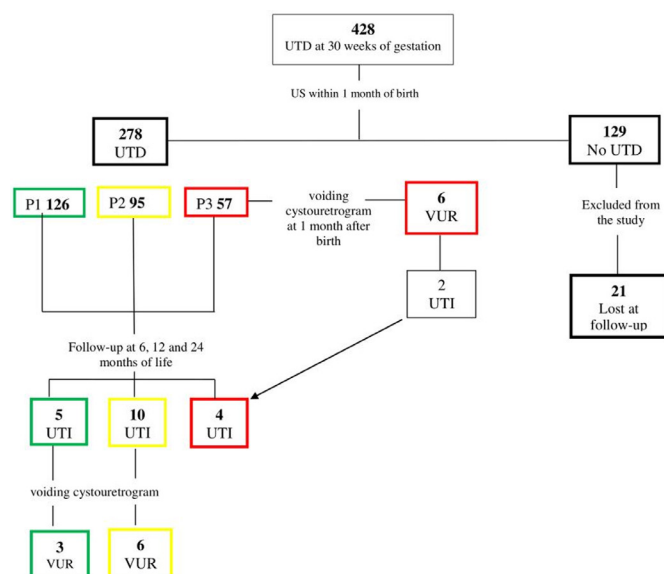 428
UTD at 30 weeks of gestation
US within 1 month of birth
278
UTD
129
No UTD
P1 126
P2 95
P3 57
voiding
cystouretrogram
at 1 month after
birth
6
VUR
Excluded from
the study
2
UTI
21
Lost at
follow-up
Follow-up at 6, 12 and 24
months of life
5
UTI
10
UTI
4
UTI
voiding cystouretrogram
3
VUR
6
VUR